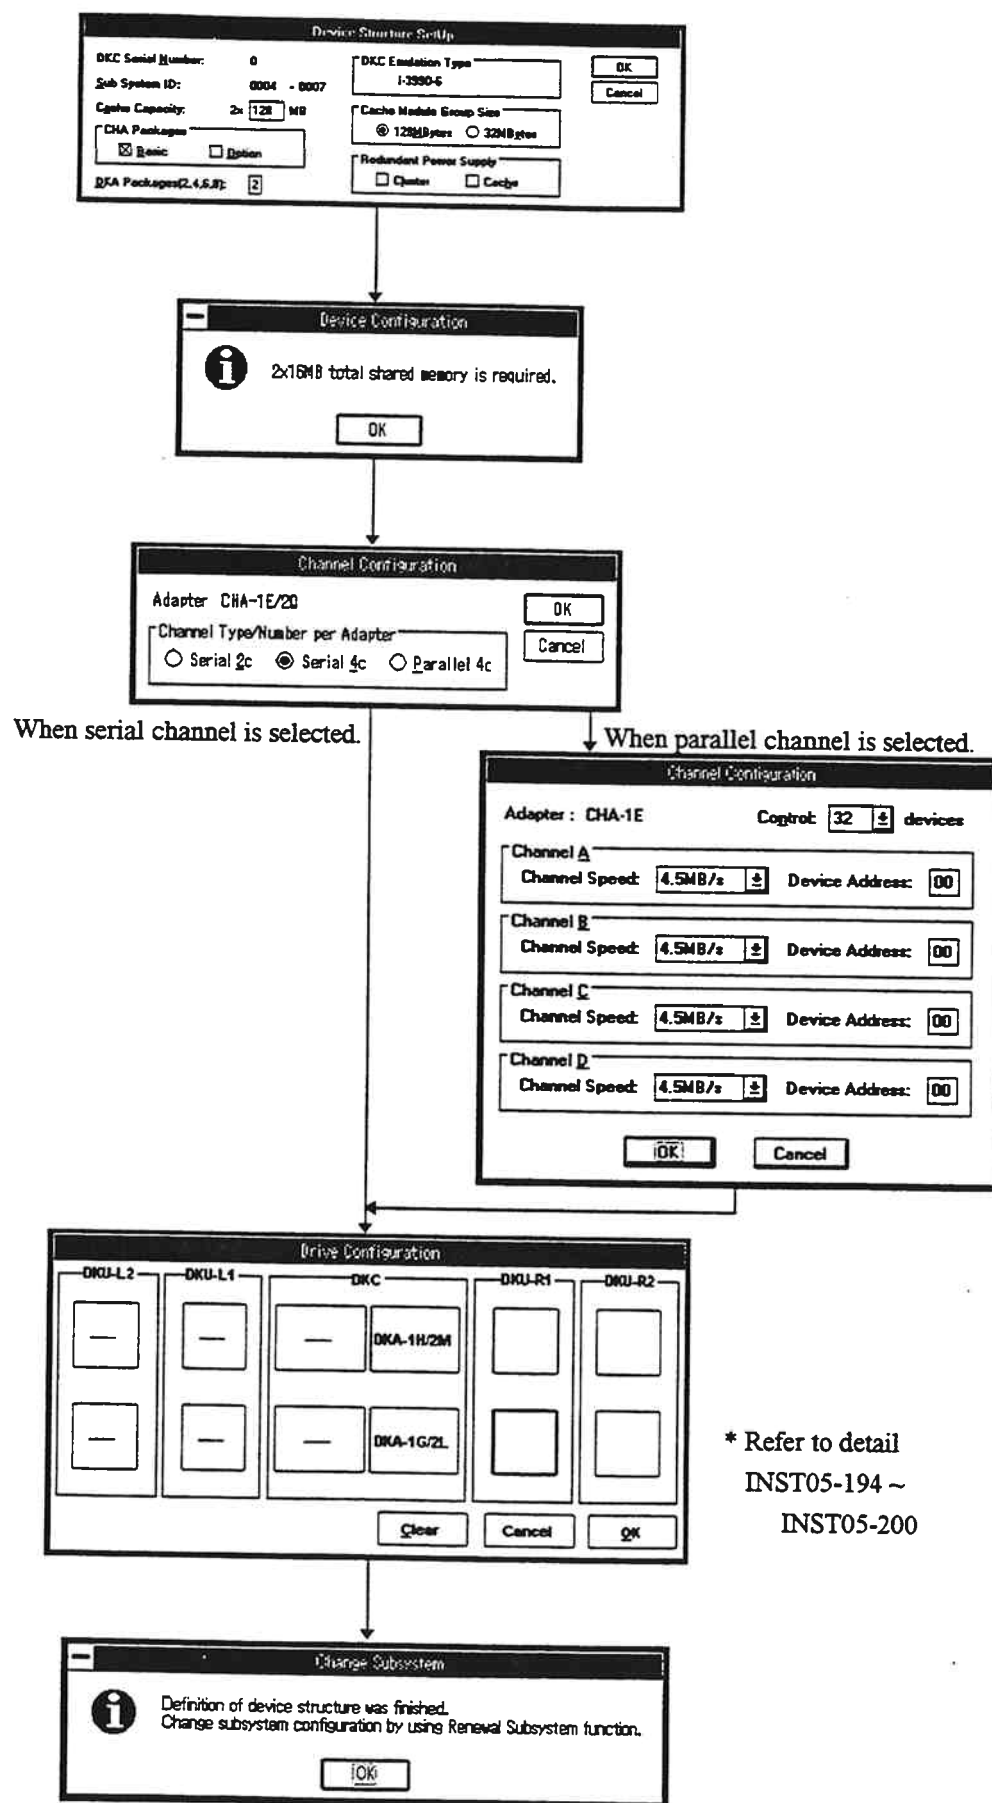 Device Structure SetUp
DKC Serial Number: 0
Sub System ID: 0004 - 0007
Cache Capacity: 2x 128 MB
CHA Packages
Basic Option
DKA Packages(2,4,6,8): 2
DKC Emulation Type
I-3990-6
Cache Module Group Size
128MBytes 32MBytes
Redundant Power Supply
Cluster Cache
OK
Cancel
Device Configuration
2x16MB total shared memory is required.
OK
Channel Configuration
Adapter CHA-1E/2Q
Channel Type/Number per Adapter
Serial 2c Serial 4c Parallel 4c
OK
Cancel
When serial channel is selected.
When parallel channel is selected.
Channel Configuration
Adapter : CHA-1E Control: 32 devices
Channel A
Channel Speed: 4.5MB/s Device Address: 00
Channel B
Channel Speed: 4.5MB/s Device Address: 00
Channel C
Channel Speed: 4.5MB/s Device Address: 00
Channel D
Channel Speed: 4.5MB/s Device Address: 00
OK Cancel
Drive Configuration
DKU-L2 DKU-L1 DKC DKU-R1 DKU-R2
— — — DKA-1H/2M
— — — DKA-1G/2L
Clear Cancel OK
* Refer to detail
INST05-194 ~
INST05-200
Change Subsystem
Definition of device structure was finished.
Change subsystem configuration by using Renewal Subsystem function.
OK